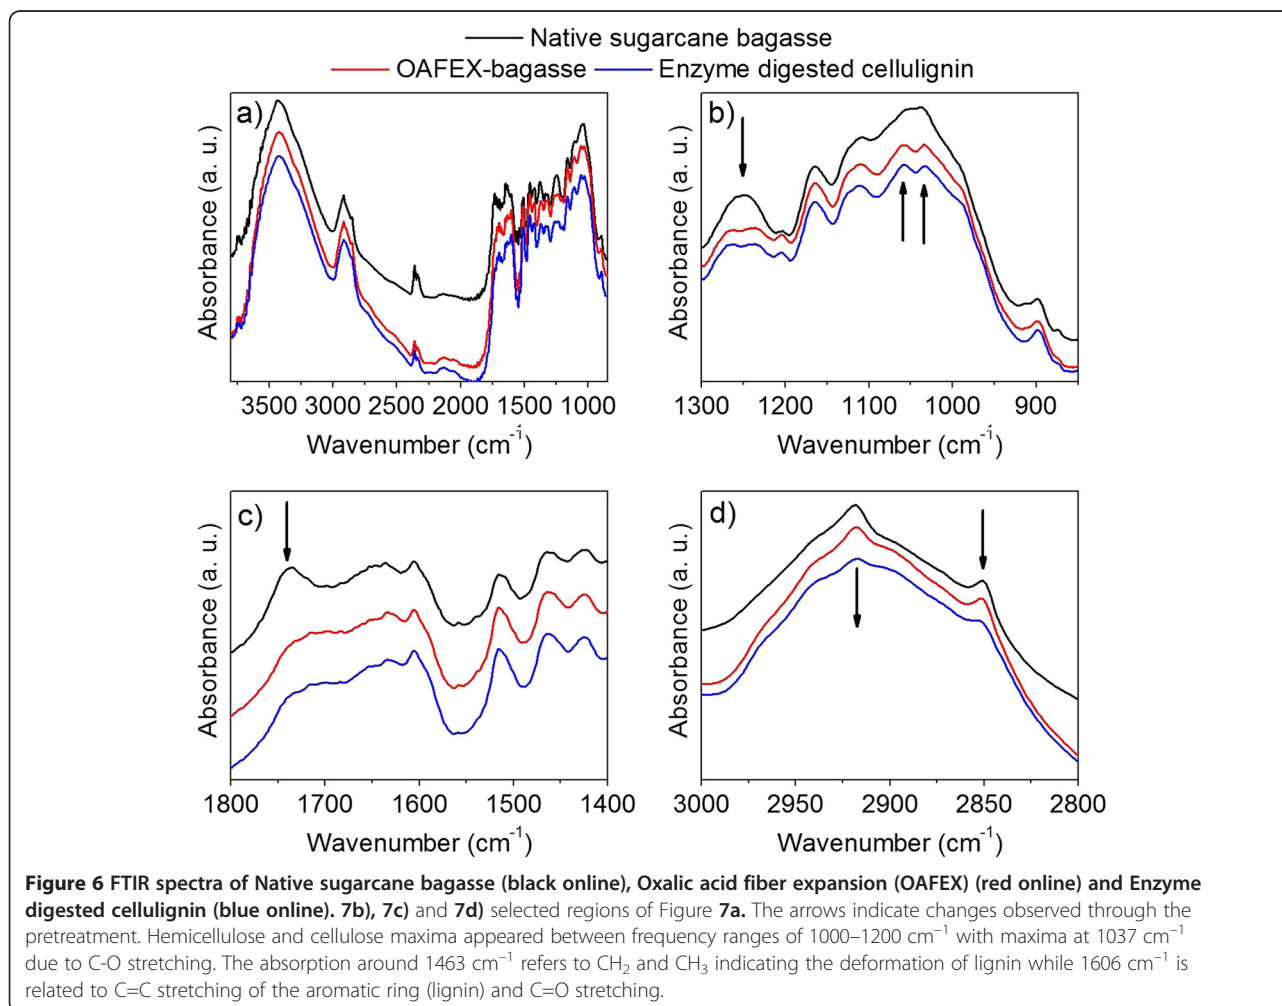 Native sugarcane bagasse
OAFEX-bagasse Enzyme digested cellulignin
a)
Absorbance (a. u.)
3500 3000 2500 2000 1500 1000
Wavenumber (cm⁻¹)
b)
Absorbance (a. u.)
1300 1200 1100 1000 900
Wavenumber (cm⁻¹)
c)
Absorbance (a. u.)
1800 1700 1600 1500 1400
Wavenumber (cm⁻¹)
d)
Absorbance (a. u.)
3000 2950 2900 2850 2800
Wavenumber (cm⁻¹)
Figure 6 FTIR spectra of Native sugarcane bagasse (black online), Oxalic acid fiber expansion (OAFEX) (red online) and Enzyme
digested cellulignin (blue online). 7b), 7c) and 7d) selected regions of Figure 7a. The arrows indicate changes observed through the
pretreatment. Hemicellulose and cellulose maxima appeared between frequency ranges of 1000–1200 cm⁻¹ with maxima at 1037 cm⁻¹
due to C-O stretching. The absorption around 1463 cm⁻¹ refers to CH₂ and CH₃ indicating the deformation of lignin while 1606 cm⁻¹ is
related to C=C stretching of the aromatic ring (lignin) and C=O stretching.